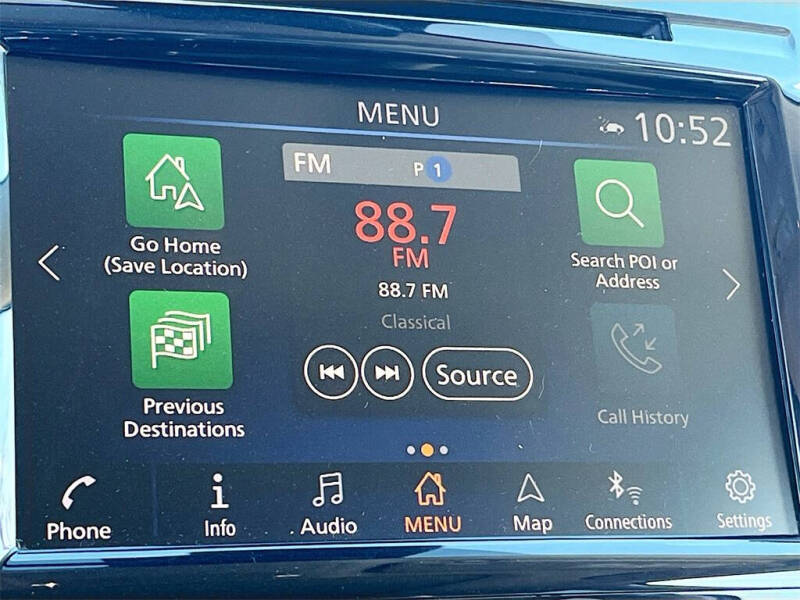 MENU
10:52
FM P 1
88.7
FM
88.7 FM
Classical
Source
Go Home
(Save Location)
Previous
Destinations
Search POI or
Address
Call History
Phone
Info
Audio
MENU
Map
Connections
Settings